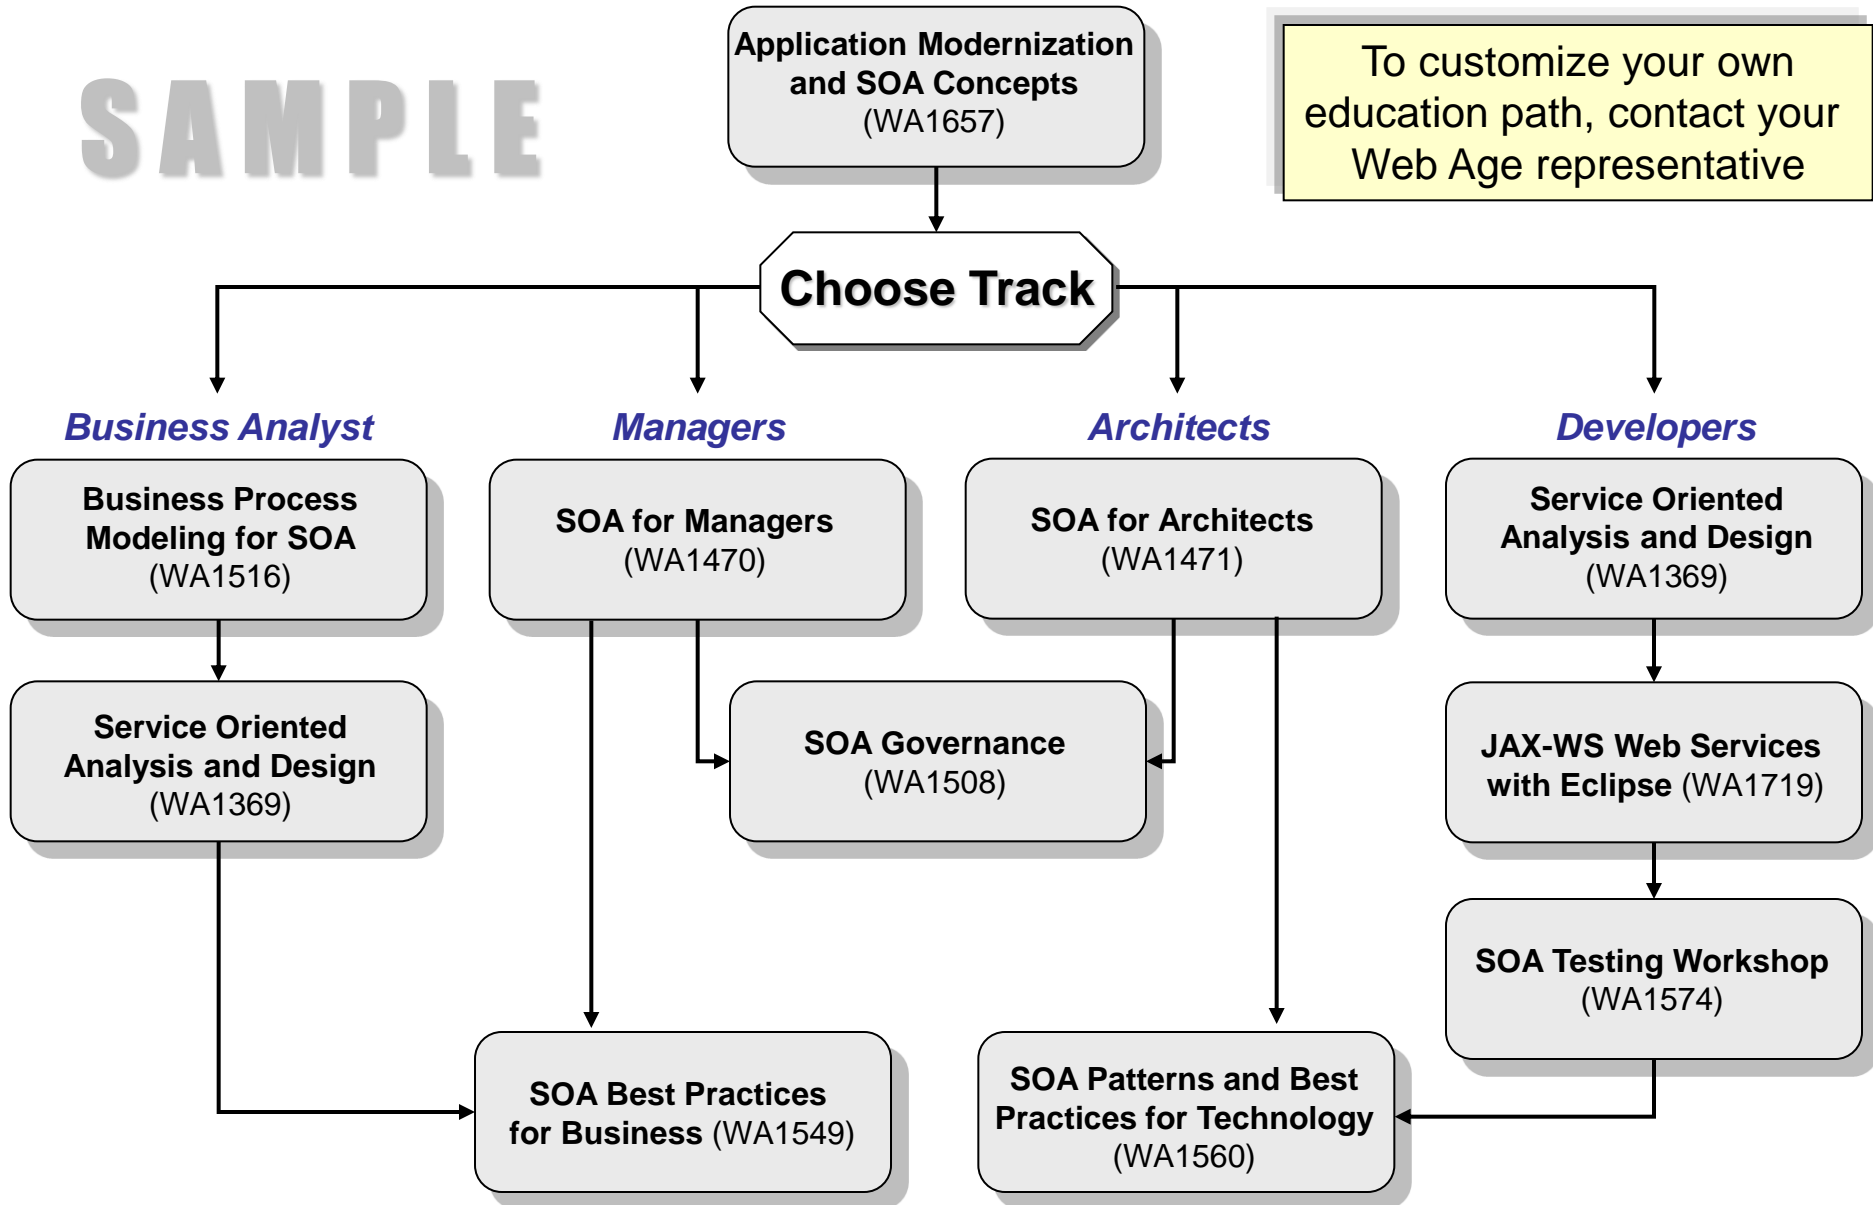 SAMPLE
Application Modernization
and SOA Concepts
(WA1657)
To customize your own
education path, contact your
Web Age representative
Choose Track
Business Analyst
Managers
Architects
Developers
Business Process
Modeling for SOA
(WA1516)
SOA for Managers
(WA1470)
SOA for Architects
(WA1471)
Service Oriented
Analysis and Design
(WA1369)
Service Oriented
Analysis and Design
(WA1369)
SOA Governance
(WA1508)
JAX-WS Web Services
with Eclipse (WA1719)
SOA Testing Workshop
(WA1574)
SOA Best Practices
for Business (WA1549)
SOA Patterns and Best
Practices for Technology
(WA1560)